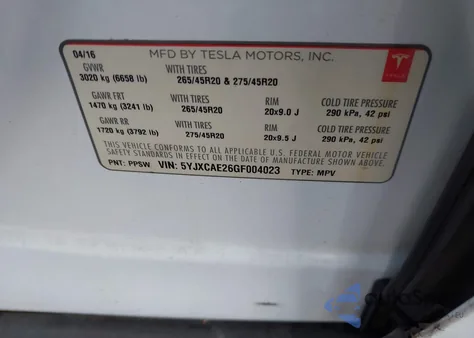 04/16 MFD BY TESLA MOTORS, INC.
GVWR WITH TIRES
3020 kg (6658 lb) 265/45R20 & 275/45R20 TESLA
GAWR FRT WITH TIRES RIM COLD TIRE PRESSURE
1470 kg (3241 lb) 265/45R20 20x9.0 J 290 kPa, 42 psi
GAWR RR WITH TIRES RIM COLD TIRE PRESSURE
1720 kg (3792 lb) 275/45R20 20x9.5 J 290 kPa, 42 psi
THIS VEHICLE CONFORMS TO ALL APPLICABLE U.S. FEDERAL MOTOR VEHICLE
SAFETY STANDARDS IN EFFECT ON THE DATE OF MANUFACTURE SHOWN ABOVE.
PNT: PPSW VIN: 5YJXCAE26GF004023 TYPE: MPV